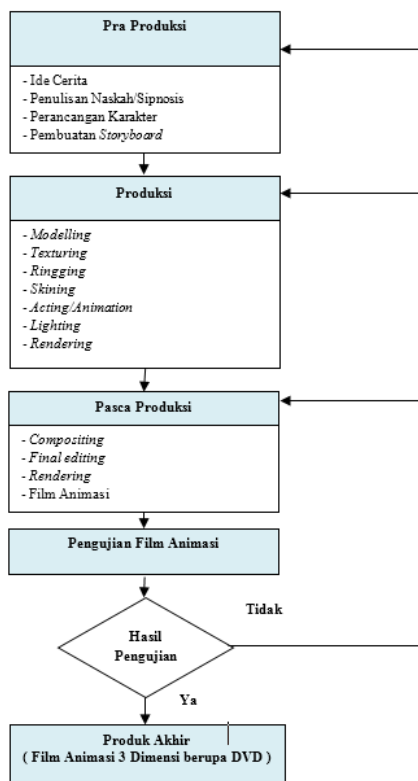 Pra Produksi
- Ide Cerita
- Penulisan Naskah/Sipnosis
- Perancangan Karakter
- Pembuatan Storyboard
Produksi
- Modelling
- Texturing
- Ringging
- Skining
- Acting/Animation
- Lighting
- Rendering
Pasca Produksi
- Compositing
- Final editing
- Rendering
- Film Animasi
Pengujian Film Animasi
Tidak
Hasil
Pengujian
Ya
Produk Akhir
( Film Animasi 3 Dimensi berupa DVD )